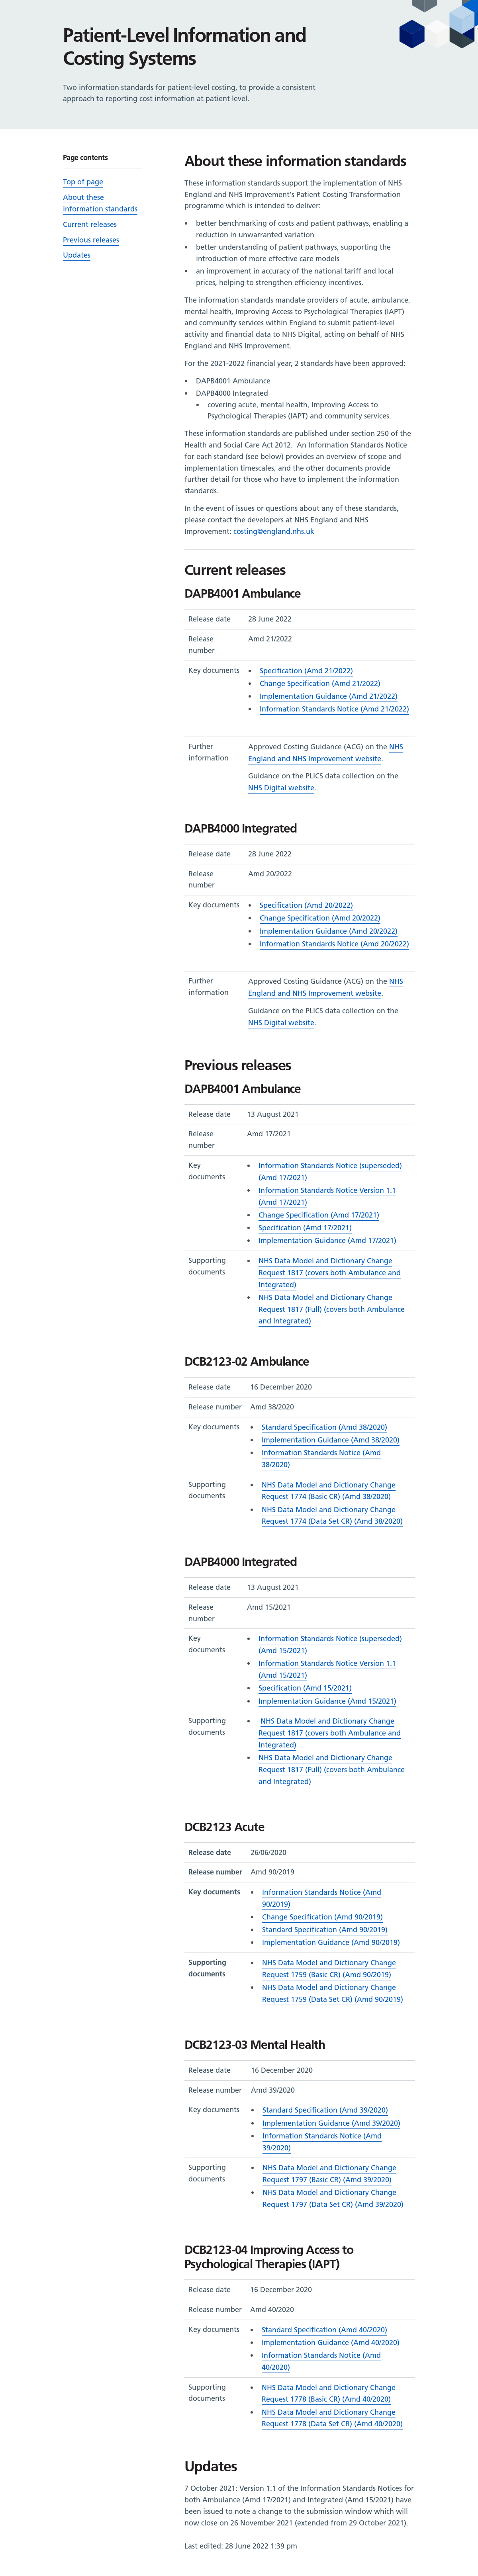 Patient-Level Information and
Costing Systems
Two information standards for patient-level costing, to provide a consistent
approach to reporting cost information at patient level.
Page contents
Top of page
About these
information standards
Current releases
Previous releases
Updates
About these information standards
These information standards support the implementation of NHS
England and NHS Improvement's Patient Costing Transformation
programme which is intended to deliver:
• better benchmarking of costs and patient pathways, enabling a
reduction in unwarranted variation
• better understanding of patient pathways, supporting the
introduction of more effective care models
• an improvement in accuracy of the national tariff and local
prices, helping to strengthen efficiency incentives.
The information standards mandate providers of acute, ambulance,
mental health, Improving Access to Psychological Therapies (IAPT)
and community services within England to submit patient-level
activity and financial data to NHS Digital, acting on behalf of NHS
England and NHS Improvement.
For the 2021-2022 financial year, 2 standards have been approved:
• DAPB4001 Ambulance
• DAPB4000 Integrated
• covering acute, mental health, Improving Access to
Psychological Therapies (IAPT) and community services.
These information standards are published under section 250 of the
Health and Social Care Act 2012. An Information Standards Notice
for each standard (see below) provides an overview of scope and
implementation timescales, and the other documents provide
further detail for those who have to implement the information
standards.
In the event of issues or questions about any of these standards,
please contact the developers at NHS England and NHS
Improvement: costing@england.nhs.uk
Current releases
DAPB4001 Ambulance
Release date 28 June 2022
Release
number Amd 21/2022
Key documents • Specification (Amd 21/2022)
• Change Specification (Amd 21/2022)
• Implementation Guidance (Amd 21/2022)
• Information Standards Notice (Amd 21/2022)
Further
information Approved Costing Guidance (ACG) on the NHS
England and NHS Improvement website.
Guidance on the PLICS data collection on the
NHS Digital website.
DAPB4000 Integrated
Release date 28 June 2022
Release
number Amd 20/2022
Key documents • Specification (Amd 20/2022)
• Change Specification (Amd 20/2022)
• Implementation Guidance (Amd 20/2022)
• Information Standards Notice (Amd 20/2022)
Further
information Approved Costing Guidance (ACG) on the NHS
England and NHS Improvement website.
Guidance on the PLICS data collection on the
NHS Digital website.
Previous releases
DAPB4001 Ambulance
Release date 13 August 2021
Release
number Amd 17/2021
Key
documents • Information Standards Notice (superseded)
(Amd 17/2021)
• Information Standards Notice Version 1.1
(Amd 17/2021)
• Change Specification (Amd 17/2021)
• Specification (Amd 17/2021)
• Implementation Guidance (Amd 17/2021)
Supporting
documents • NHS Data Model and Dictionary Change
Request 1817 (covers both Ambulance and
Integrated)
• NHS Data Model and Dictionary Change
Request 1817 (Full) (covers both Ambulance
and Integrated)
DCB2123-02 Ambulance
Release date 16 December 2020
Release number Amd 38/2020
Key documents • Standard Specification (Amd 38/2020)
• Implementation Guidance (Amd 38/2020)
• Information Standards Notice (Amd
38/2020)
Supporting
documents • NHS Data Model and Dictionary Change
Request 1774 (Basic CR) (Amd 38/2020)
• NHS Data Model and Dictionary Change
Request 1774 (Data Set CR) (Amd 38/2020)
DAPB4000 Integrated
Release date 13 August 2021
Release
number Amd 15/2021
Key
documents • Information Standards Notice (superseded)
(Amd 15/2021)
• Information Standards Notice Version 1.1
(Amd 15/2021)
• Specification (Amd 15/2021)
• Implementation Guidance (Amd 15/2021)
Supporting
documents • NHS Data Model and Dictionary Change
Request 1817 (covers both Ambulance and
Integrated)
• NHS Data Model and Dictionary Change
Request 1817 (Full) (covers both Ambulance
and Integrated)
DCB2123 Acute
Release date 26/06/2020
Release number Amd 90/2019
Key documents • Information Standards Notice (Amd
90/2019)
• Change Specification (Amd 90/2019)
• Standard Specification (Amd 90/2019)
• Implementation Guidance (Amd 90/2019)
Supporting
documents • NHS Data Model and Dictionary Change
Request 1759 (Basic CR) (Amd 90/2019)
• NHS Data Model and Dictionary Change
Request 1759 (Data Set CR) (Amd 90/2019)
DCB2123-03 Mental Health
Release date 16 December 2020
Release number Amd 39/2020
Key documents • Standard Specification (Amd 39/2020)
• Implementation Guidance (Amd 39/2020)
• Information Standards Notice (Amd
39/2020)
Supporting
documents • NHS Data Model and Dictionary Change
Request 1797 (Basic CR) (Amd 39/2020)
• NHS Data Model and Dictionary Change
Request 1797 (Data Set CR) (Amd 39/2020)
DCB2123-04 Improving Access to
Psychological Therapies (IAPT)
Release date 16 December 2020
Release number Amd 40/2020
Key documents • Standard Specification (Amd 40/2020)
• Implementation Guidance (Amd 40/2020)
• Information Standards Notice (Amd
40/2020)
Supporting
documents • NHS Data Model and Dictionary Change
Request 1778 (Basic CR) (Amd 40/2020)
• NHS Data Model and Dictionary Change
Request 1778 (Data Set CR) (Amd 40/2020)
Updates
7 October 2021: Version 1.1 of the Information Standards Notices for
both Ambulance (Amd 17/2021) and Integrated (Amd 15/2021) have
been issued to note a change to the submission window which will
now close on 26 November 2021 (extended from 29 October 2021).
Last edited: 28 June 2022 1:39 pm